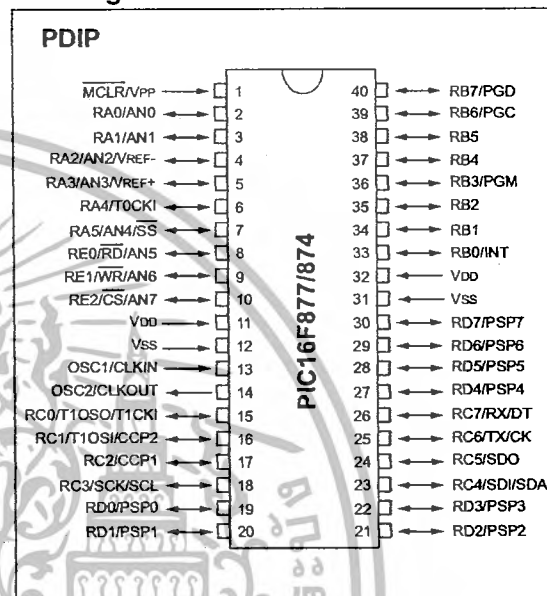 PDIP
MCLR/VPP 1
RA0/AN0 2
RA1/AN1 3
RA2/AN2/VREF- 4
RA3/AN3/VREF+ 5
RA4/T0CKI 6
RA5/AN4/SS 7
RE0/RD/AN5 8
RE1/WR/AN6 9
RE2/CS/AN7 10
VDD 11
VSS 12
OSC1/CLKIN 13
OSC2/CLKOUT 14
RC0/T1OSO/T1CKI 15
RC1/T1OSI/CCP2 16
RC2/CCP1 17
RC3/SCK/SCL 18
RD0/PSP0 19
RD1/PSP1 20
PIC16F877/874
40 RB7/PGD
39 RB6/PGC
38 RB5
37 RB4
36 RB3/PGM
35 RB2
34 RB1
33 RB0/INT
32 VDD
31 VSS
30 RD7/PSP7
29 RD6/PSP6
28 RD5/PSP5
27 RD4/PSP4
26 RC7/RX/DT
25 RC6/TX/CK
24 RC5/SDO
23 RC4/SDI/SDA
22 RD3/PSP3
21 RD2/PSP2